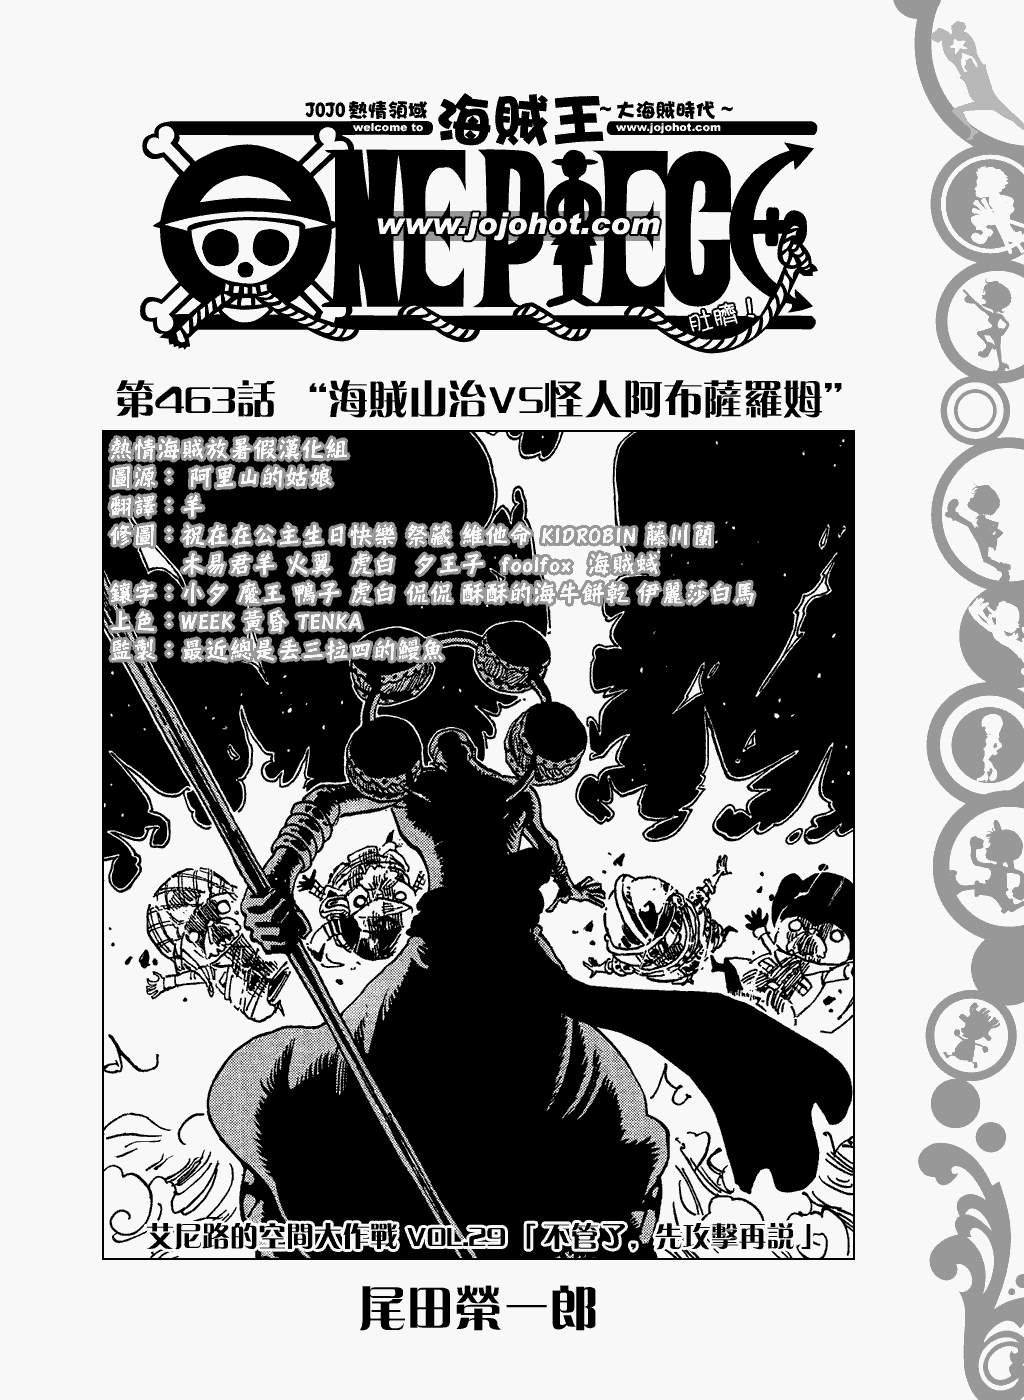 JOJO 熱情領域 海賊王 ~大海賊時代~
welcome to www.jojohot.com
ONE PIECE
www.jojohot.com
肚臍！
第463話 “海賊山治VS怪人阿布薩羅姆”
熱情海賊放暑假漢化組
圖源：阿里山的姑娘
翻譯：羊
修圖：祝在在公主生日快樂 祭藏 維他命 KIDROBIN 藤川蘭
木易君羊 火翼 虎白 夕王子 foolfox 海賊蛾
鑲字：小夕 魔王 鴨子 虎白 侃侃 酥酥的海牛餅乾 伊麗莎白馬
上色：WEEK 黃昏 TENKA
監製：最近總是丟三拉四的鰻魚
艾尼路的空間大作戰 VOL.29 「不管了，先攻擊再説」
尾田榮一郎